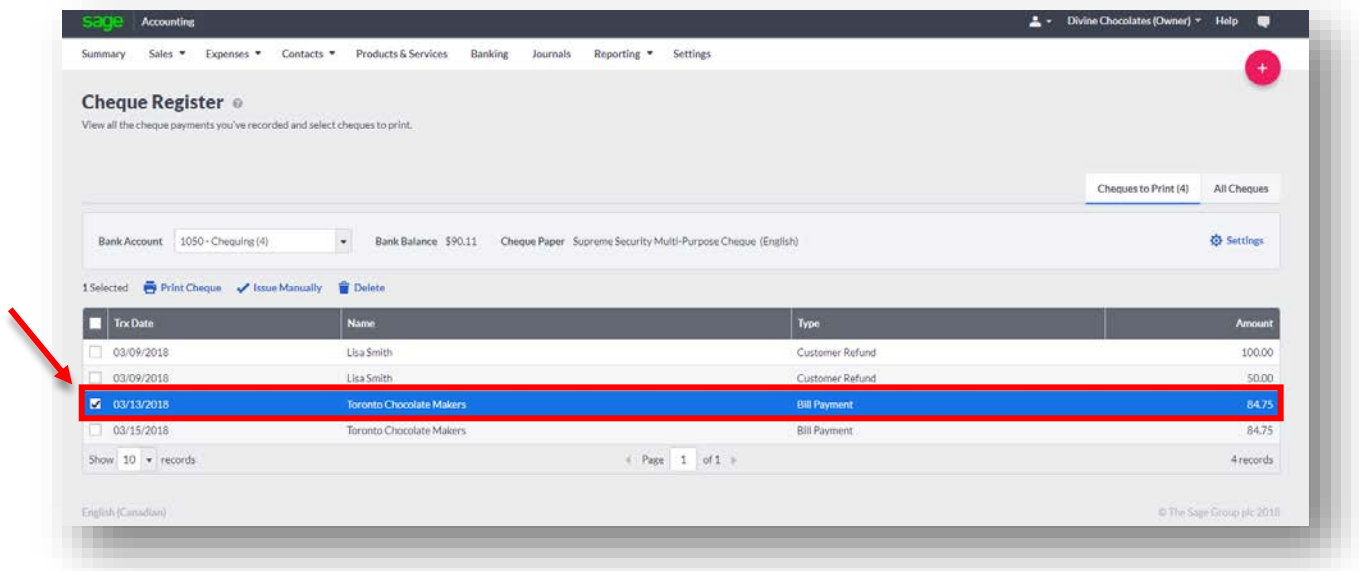 sage Accounting Divine Chocolates (Owner) Help
Summary Sales Expenses Contacts Products & Services Banking Journals Reporting Settings
+
Cheque Register
View all the cheque payments you've recorded and select cheques to print.
Cheques to Print (4) All Cheques
Bank Account 1050 - Chequing (4) Bank Balance $90.11 Cheque Paper Supreme Security Multi-Purpose Cheque (English) Settings
1 Selected Print Cheque Issue Manually Delete
Trx Date Name Type Amount
03/09/2018 Lisa Smith Customer Refund 100.00
03/09/2018 Lisa Smith Customer Refund 50.00
03/13/2018 Toronto Chocolate Makers Bill Payment 84.75
03/15/2018 Toronto Chocolate Makers Bill Payment 84.75
Show 10 records Page 1 of 1 4 records
English (Canadian) © The Sage Group plc 2018